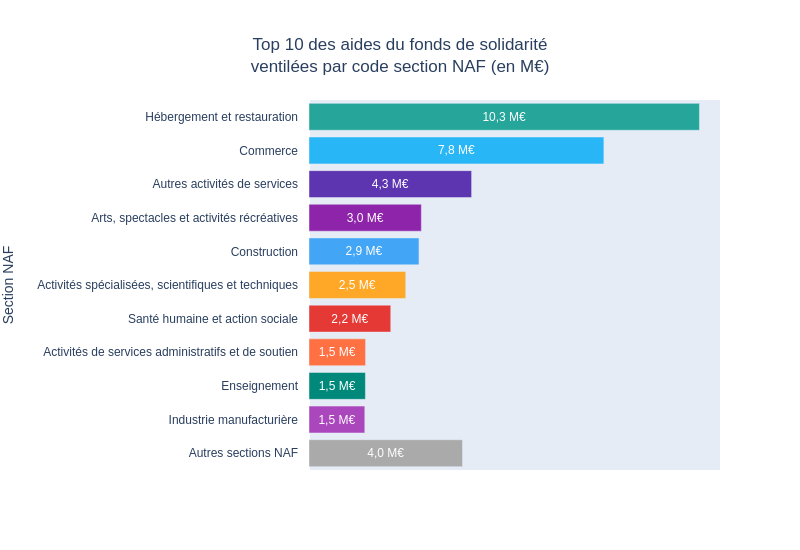 Top 10 des aides du fonds de solidarité
ventilées par code section NAF (en M€)
Section NAF
Hébergement et restauration 10,3 M€
Commerce 7,8 M€
Autres activités de services 4,3 M€
Arts, spectacles et activités récréatives 3,0 M€
Construction 2,9 M€
Activités spécialisées, scientifiques et techniques 2,5 M€
Santé humaine et action sociale 2,2 M€
Activités de services administratifs et de soutien 1,5 M€
Enseignement 1,5 M€
Industrie manufacturière 1,5 M€
Autres sections NAF 4,0 M€